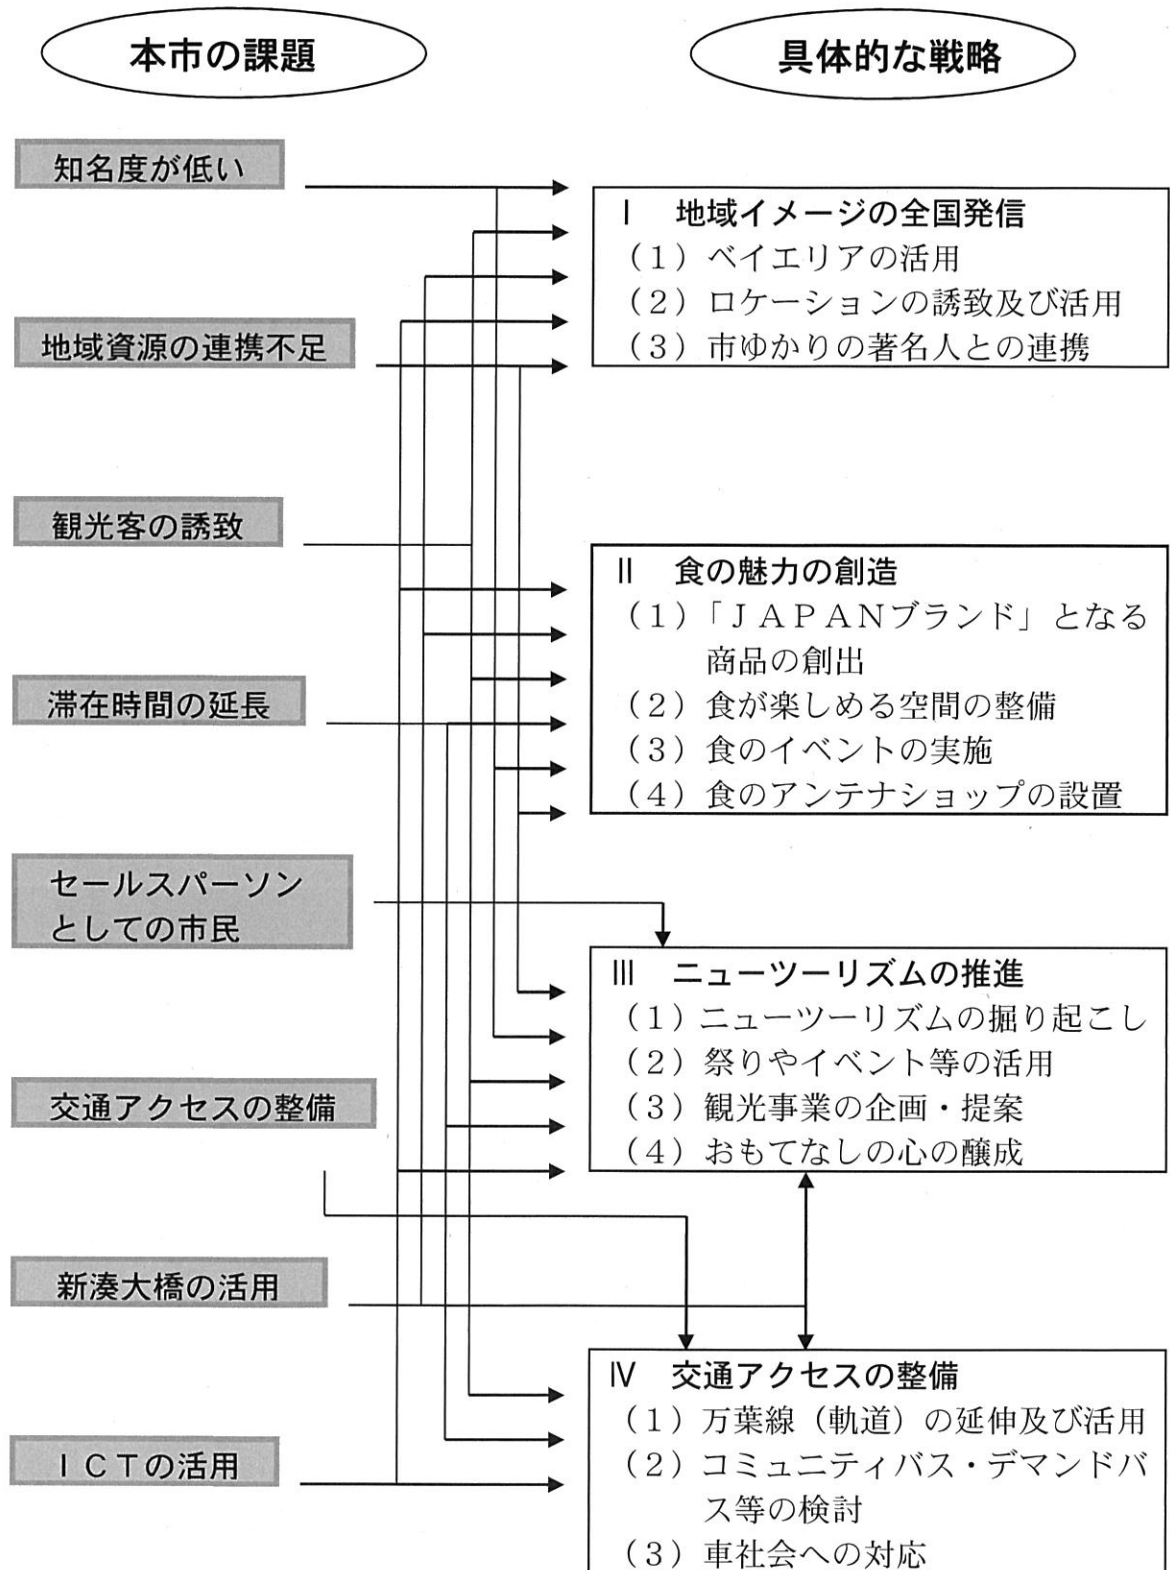 本市の課題
具体的な戦略
知名度が低い
地域資源の連携不足
観光客の誘致
滞在時間の延長
セールスパーソン
としての市民
交通アクセスの整備
新湊大橋の活用
ＩＣＴの活用
Ⅰ　地域イメージの全国発信
（１）ベイエリアの活用
（２）ロケーションの誘致及び活用
（３）市ゆかりの著名人との連携
Ⅱ　食の魅力の創造
（１）「ＪＡＰＡＮブランド」となる
商品の創出
（２）食が楽しめる空間の整備
（３）食のイベントの実施
（４）食のアンテナショップの設置
Ⅲ　ニューツーリズムの推進
（１）ニューツーリズムの掘り起こし
（２）祭りやイベント等の活用
（３）観光事業の企画・提案
（４）おもてなしの心の醸成
Ⅳ　交通アクセスの整備
（１）万葉線（軌道）の延伸及び活用
（２）コミュニティバス・デマンドバ
ス等の検討
（３）車社会への対応